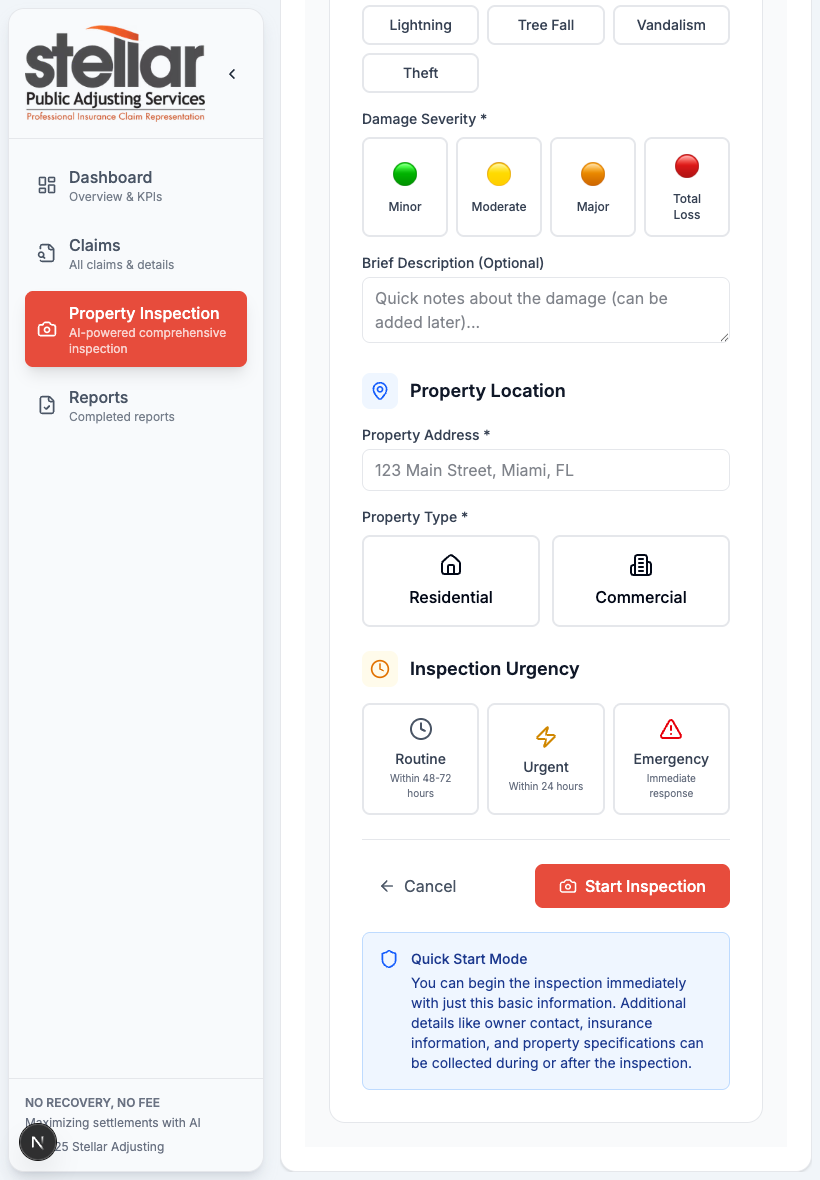 stellar
Public Adjusting Services
Professional Insurance Claim Representation
Dashboard
Overview & KPIs
Claims
All claims & details
Property Inspection
AI-powered comprehensive
inspection
Reports
Completed reports
NO RECOVERY, NO FEE
Maximizing settlements with AI
25 Stellar Adjusting
N
Lightning
Tree Fall
Vandalism
Theft
Damage Severity *
Minor
Moderate
Major
Total
Loss
Brief Description (Optional)
Quick notes about the damage (can be
added later)...
Property Location
Property Address *
123 Main Street, Miami, FL
Property Type *
Residential
Commercial
Inspection Urgency
Routine
Within 48-72
hours
Urgent
Within 24 hours
Emergency
Immediate
response
Cancel
Start Inspection
Quick Start Mode
You can begin the inspection immediately
with just this basic information. Additional
details like owner contact, insurance
information, and property specifications can
be collected during or after the inspection.